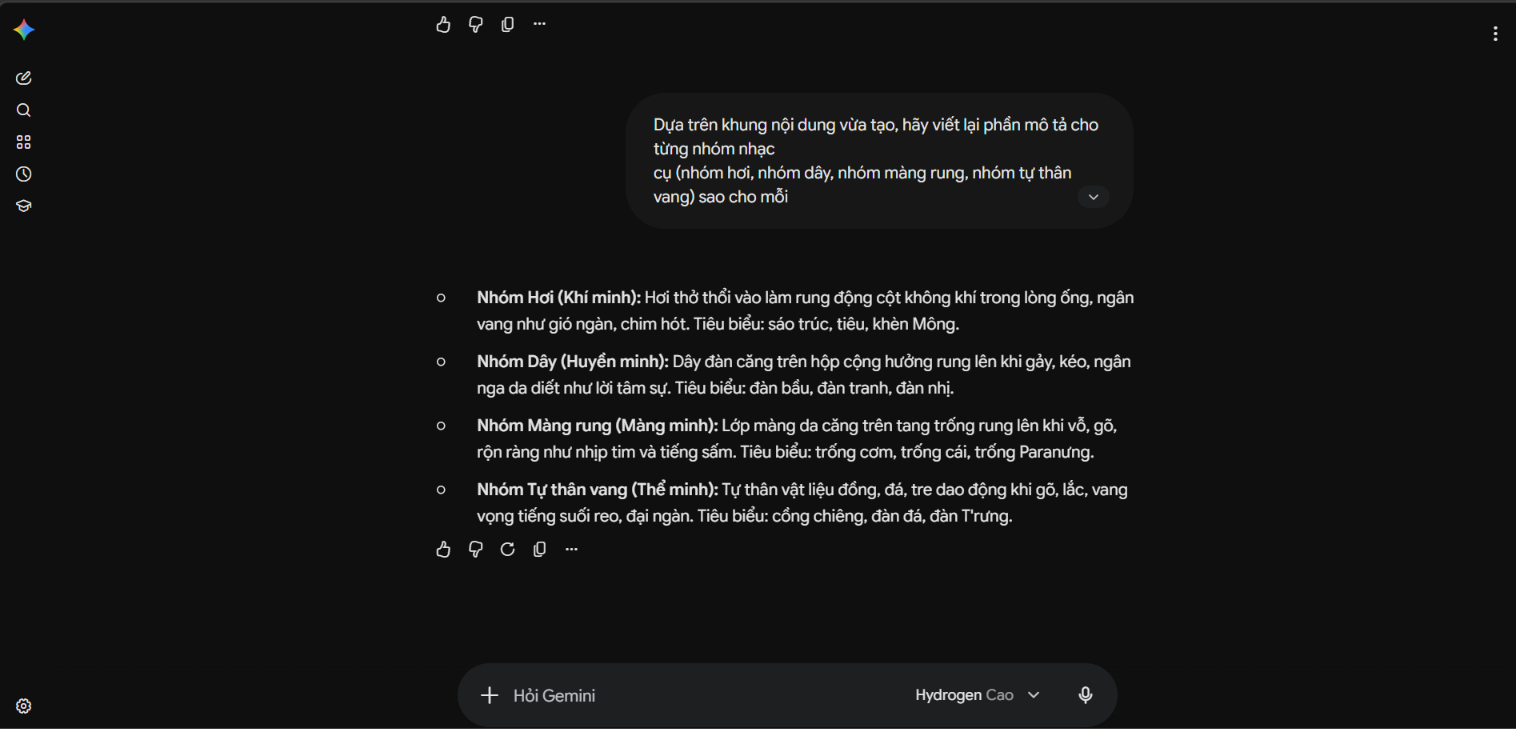 Dựa trên khung nội dung vừa tạo, hãy viết lại phần mô tả cho
từng nhóm nhạc
cụ (nhóm hơi, nhóm dây, nhóm màng rung, nhóm tự thân
vang) sao cho mỗi
Nhóm Hơi (Khí minh): Hơi thở thổi vào làm rung động cột không khí trong lòng ống, ngân
vang như gió ngàn, chim hót. Tiêu biểu: sáo trúc, tiêu, khèn Mông.
Nhóm Dây (Huyền minh): Dây đàn căng trên hộp cộng hưởng rung lên khi gảy, kéo, ngân
nga da diết như lời tâm sự. Tiêu biểu: đàn bầu, đàn tranh, đàn nhị.
Nhóm Màng rung (Màng minh): Lớp màng da căng trên tang trống rung lên khi vỗ, gõ,
rộn ràng như nhịp tim và tiếng sấm. Tiêu biểu: trống cơm, trống cái, trống Paranưng.
Nhóm Tự thân vang (Thể minh): Tự thân vật liệu đồng, đá, tre dao động khi gõ, lắc, vang
vọng tiếng suối reo, đại ngàn. Tiêu biểu: cồng chiêng, đàn đá, đàn T'rưng.
Hỏi Gemini
Hydrogen Cao